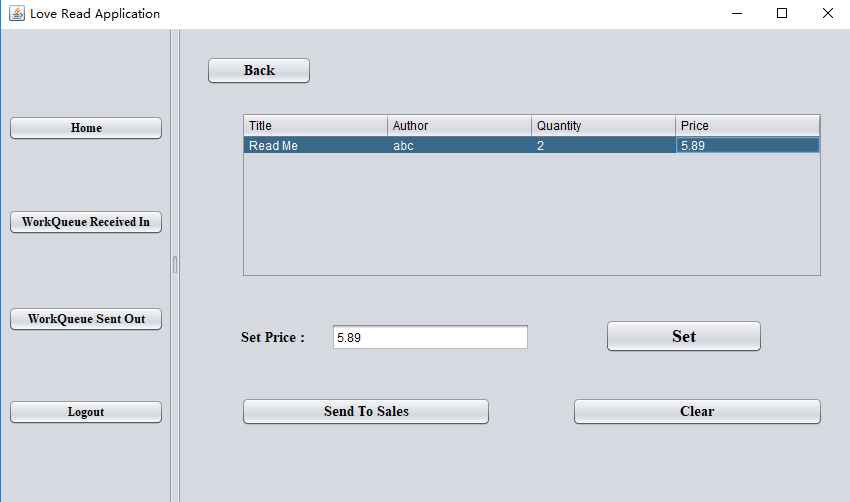 Love Read Application
Back
Home
WorkQueue Received In
WorkQueue Sent Out
Logout
Title Author Quantity Price
Read Me abc 2 5.89
Set Price : 5.89 Set
Send To Sales Clear